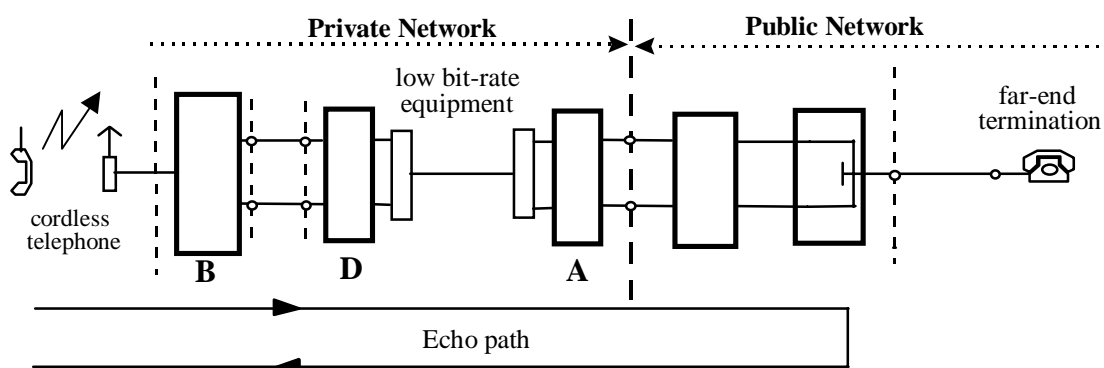 Private Network
Public Network
low bit-rate
equipment
far-end
termination
cordless
telephone
B
D
A
Echo path